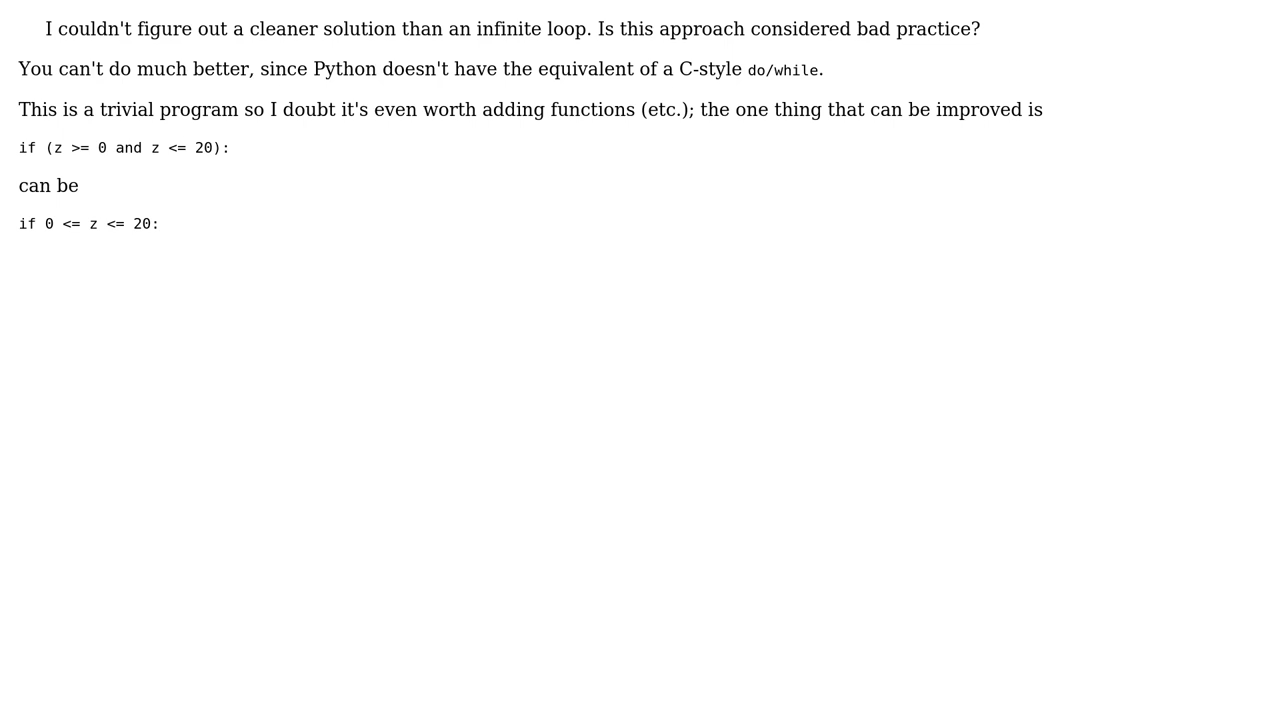 I couldn't figure out a cleaner solution than an infinite loop. Is this approach considered bad practice?
You can't do much better, since Python doesn't have the equivalent of a C-style do/while.
This is a trivial program so I doubt it's even worth adding functions (etc.); the one thing that can be improved is
if (z >= 0 and z <= 20):
can be
if 0 <= z <= 20: